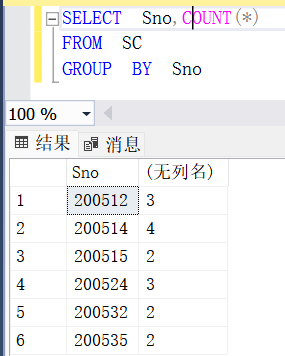 SELECT  Sno,COUNT(*)
FROM  SC
GROUP  BY  Sno
100 %
结果 消息
Sno (无列名)
1 200512 3
2 200514 4
3 200515 2
4 200524 3
5 200532 2
6 200535 2